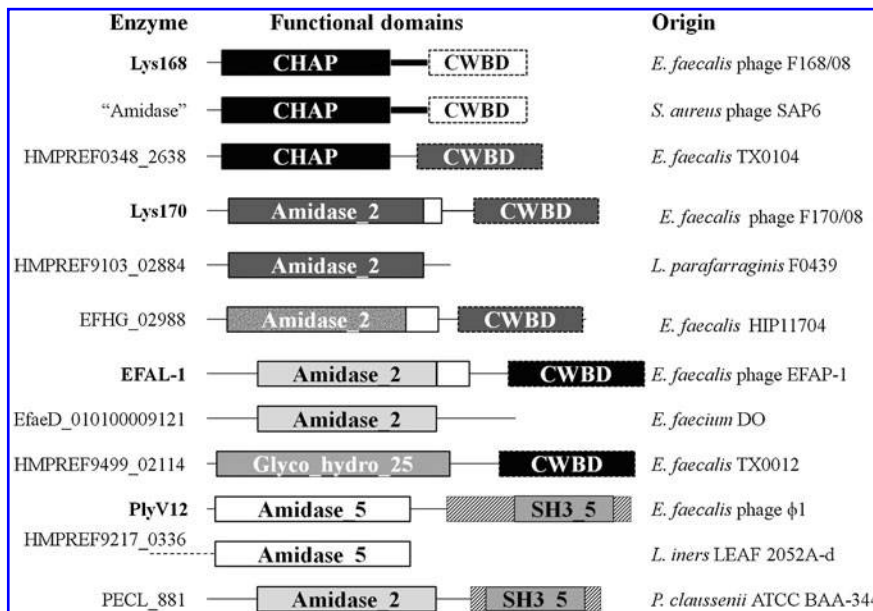 Enzyme Functional domains Origin
Lys168 CHAP CWBD E. faecalis phage F168/08
“Amidase” CHAP CWBD S. aureus phage SAP6
HMPREF0348_2638 CHAP CWBD E. faecalis TX0104
Lys170 Amidase_2 CWBD E. faecalis phage F170/08
HMPREF9103_02884 Amidase_2 L. parafarraginis F0439
EFHG_02988 Amidase_2 CWBD E. faecalis HIP11704
EFAL-1 Amidase_2 CWBD E. faecalis phage EFAP-1
EfaeD_010100009121 Amidase_2 E. faecium DO
HMPREF9499_02114 Glyco_hydro_25 CWBD E. faecalis TX0012
PlyV12 Amidase_5 SH3_5 E. faecalis phage ϕ1
HMPREF9217_0336 Amidase_5 L. iners LEAF 2052A-d
PECL_881 Amidase_2 SH3_5 P. claussenii ATCC BAA-344